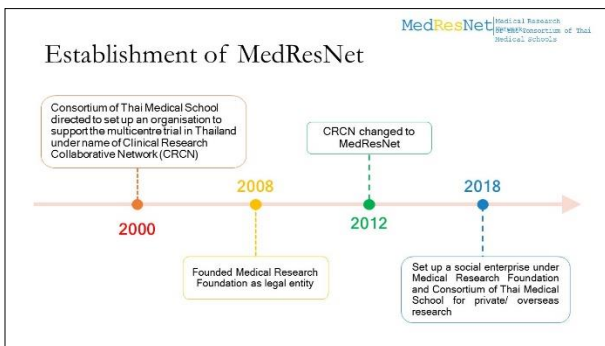 MedResNet
Medical Research
of the Consortium of Thai
Medical Schools
Establishment of MedResNet
Consortium of Thai Medical School
directed to set up an organisation to
support the multicentre trial in Thailand
under name of Clinical Research
Collaborative Network (CRCN)
CRCN changed to
MedResNet
2008
2018
2000
2012
Founded Medical Research
Foundation as legal entity
Set up a social enterprise under
Medical Research Foundation
and Consortium of Thai Medical
School for private/ overseas
research